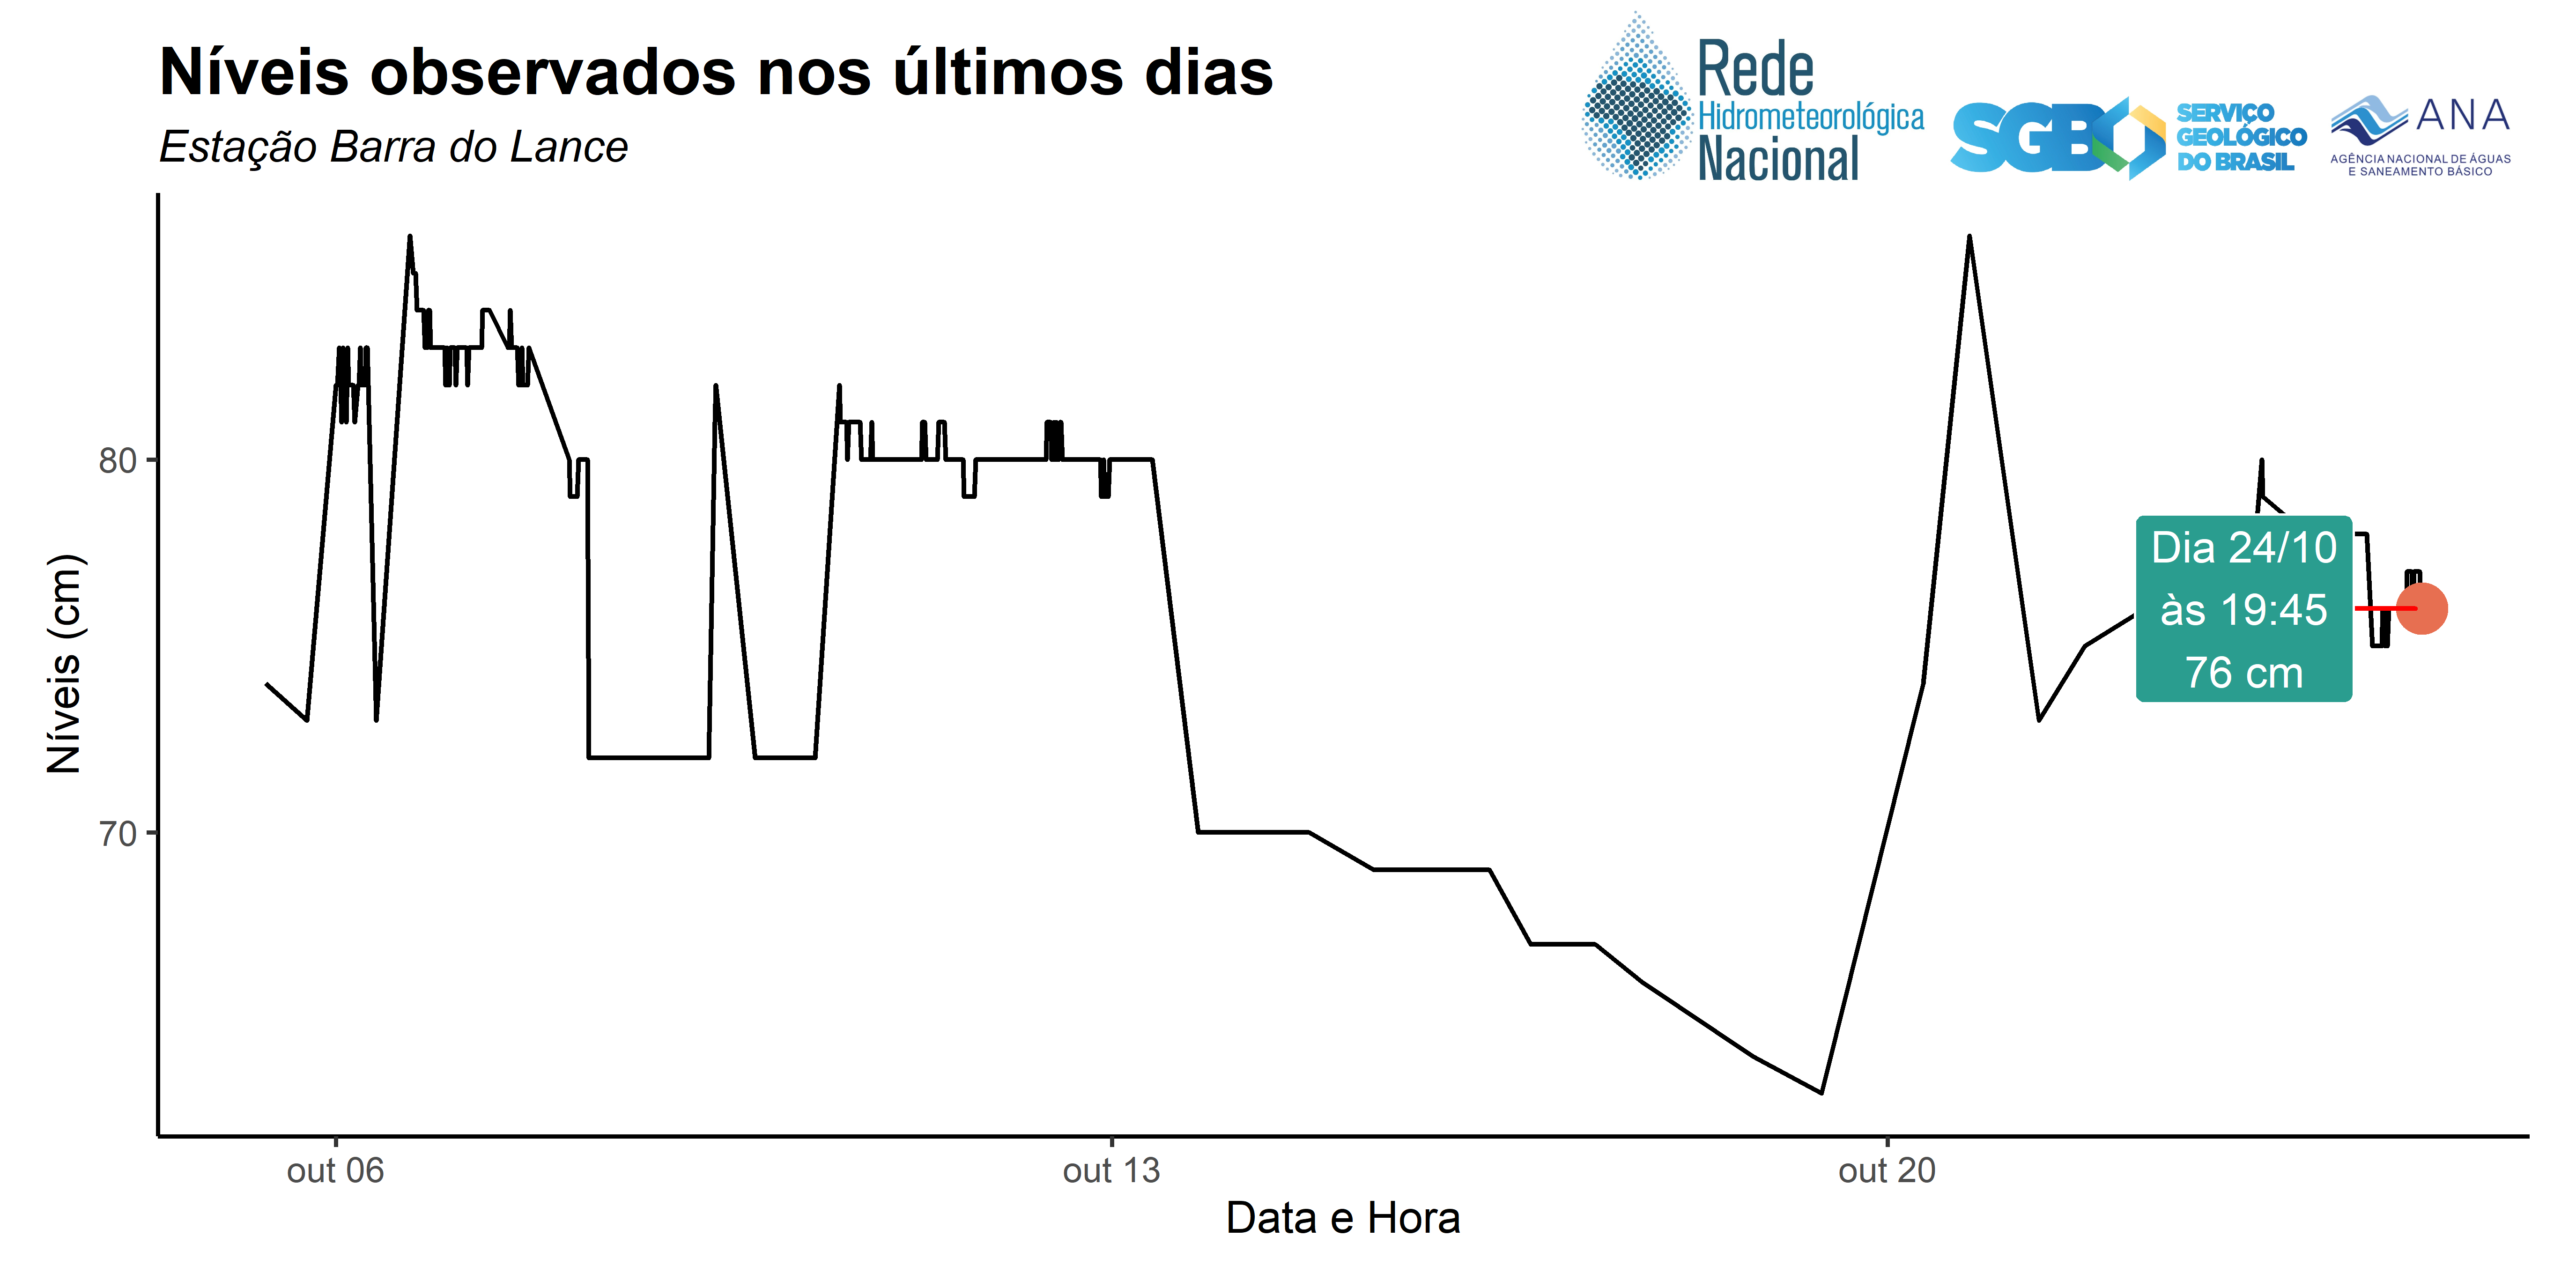 Níveis observados nos últimos dias
Estação Barra do Lance
Rede
Hidrometeorológica
Nacional
SGB
SERVIÇO
GEOLÓGICO
DO BRASIL
ANA
AGÊNCIA NACIONAL DE ÁGUAS
E SANEAMENTO BÁSICO
Níveis (cm)
80
70
Dia 24/10
às 19:45
76 cm
out 06
out 13
out 20
Data e Hora